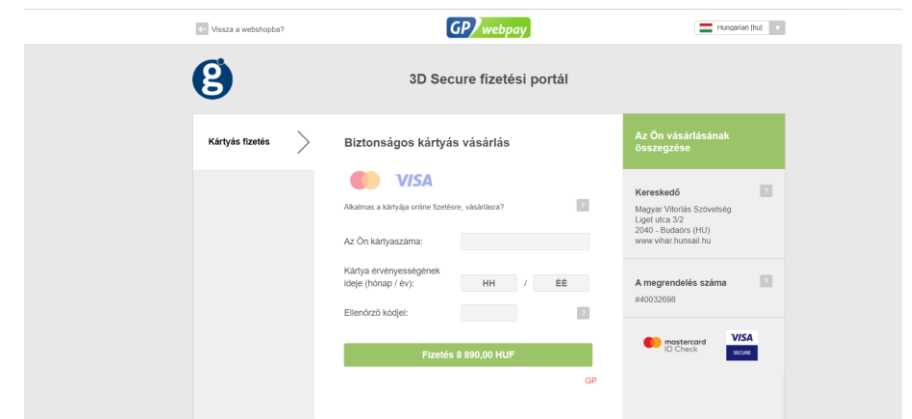 Vissza a webshopba?
GP webpay
Hungarian [hu]
g
3D Secure fizetési portál
Kártyás fizetés
Biztonságos kártyás vásárlás
VISA
Alkalmas a kártyája online fizetésre, vásárlásra?
?
Az Ön kártyaszáma:
Kártya érvényességének
ideje (hónap / év):
HH / ÉÉ
Ellenőrző kódjel:
?
Fizetés 8 890,00 HUF
GP
Az Ön vásárlásának
összegzése
Kereskedő
?
Magyar Vitorlás Szövetség
Liget utca 3/2
2040 - Budaörs (HU)
www.vihar.hunsail.hu
A megrendelés száma
?
#40032698
mastercard
ID Check
VISA
SECURE